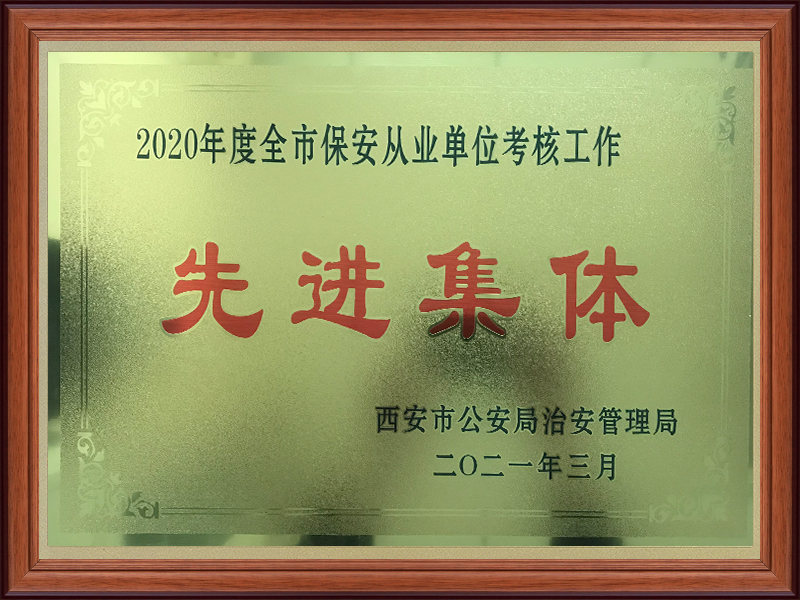 2020年度全市保安从业单位考核工作
先进集体
西安市公安局治安管理局
二〇二一年三月